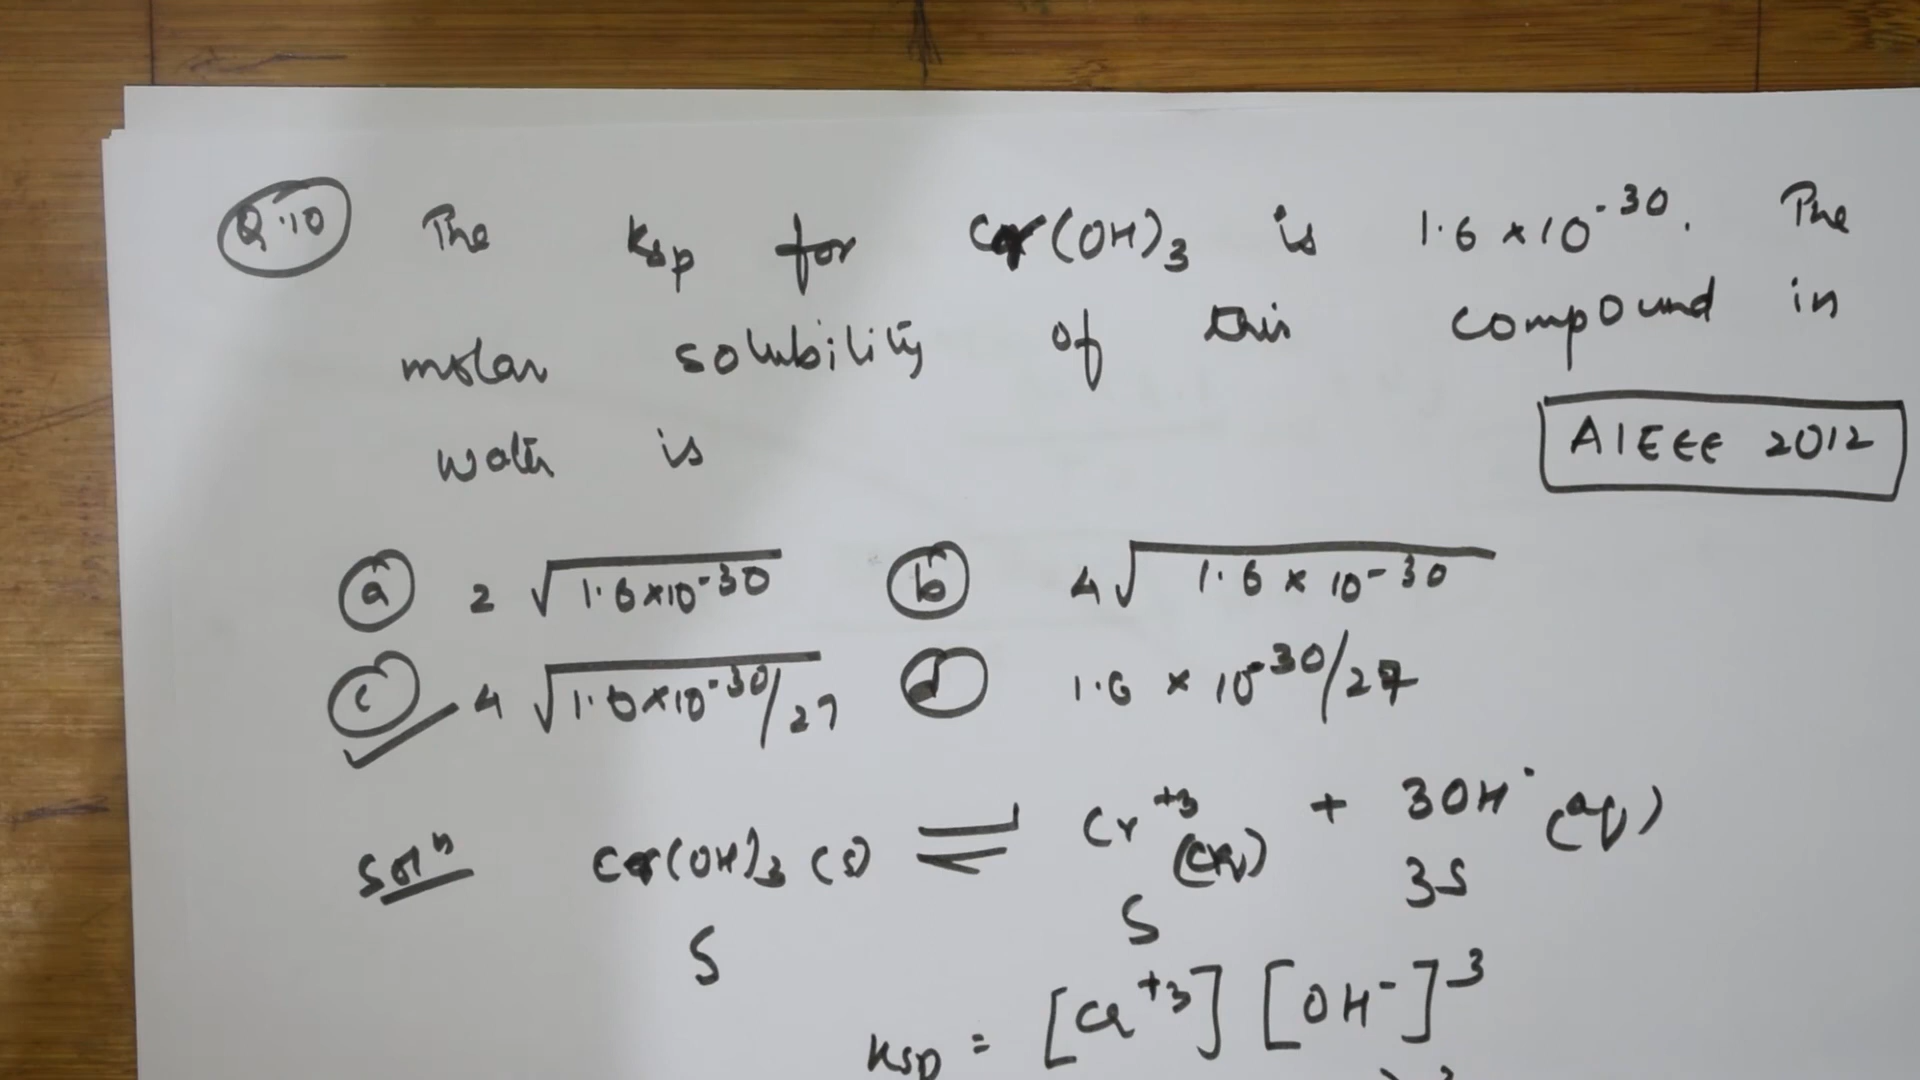 Q.10 The Ksp for Cr(OH)3 is 1.6 × 10^-30. The
molar solubility of this compound in
water is
AIEEE 2012
(a) 2 √1.6×10^-30 (b) 4 √1.6 × 10^-30
(c) 4 √1.6×10^-30/27 (d) 1.6 × 10^-30/27
Sol^n Cr(OH)3 (s) ⇌ Cr^+3 (aq) + 3OH^- (aq)
S S 3S
Ksp = [Cr^+3] [OH^-]^3